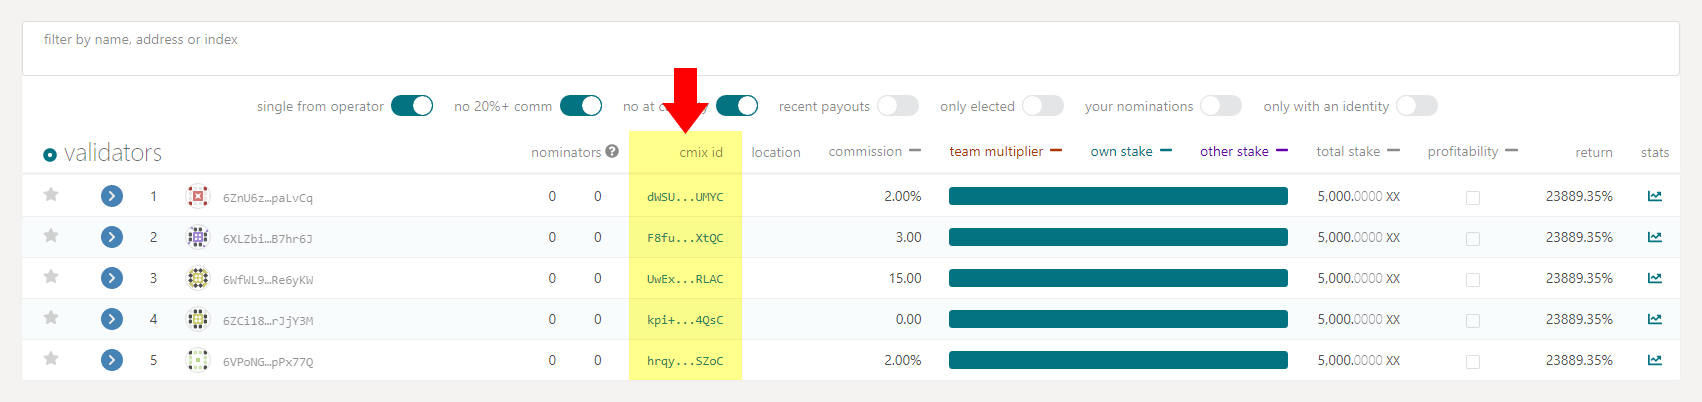 filter by name, address or index
single from operator no 20%+ comm no at c y recent payouts only elected your nominations only with an identity
validators nominators cmix id location commission team multiplier own stake other stake total stake profitability return stats
1 6ZnU6z…paLvCq 0 0 dWSU...UMYC 2.00% 5,000.0000 XX 23889.35%
2 6XLZbi…B7hr6J 0 0 F8fu...XtQC 3.00 5,000.0000 XX 23889.35%
3 6WfWL9…Re6yKW 0 0 UwEx...RLAC 15.00 5,000.0000 XX 23889.35%
4 6ZCi18…rJjY3M 0 0 kpi+...4QsC 0.00 5,000.0000 XX 23889.35%
5 6VPoNG…pPx77Q 0 0 hrqy...SZoC 2.00% 5,000.0000 XX 23889.35%